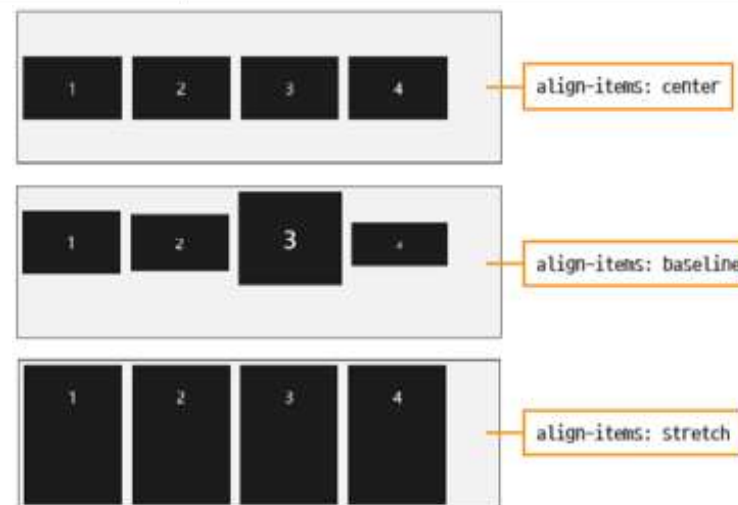 1 2 3 4
align-items: center
1 2 3 4
align-items: baseline
1 2 3 4
align-items: stretch